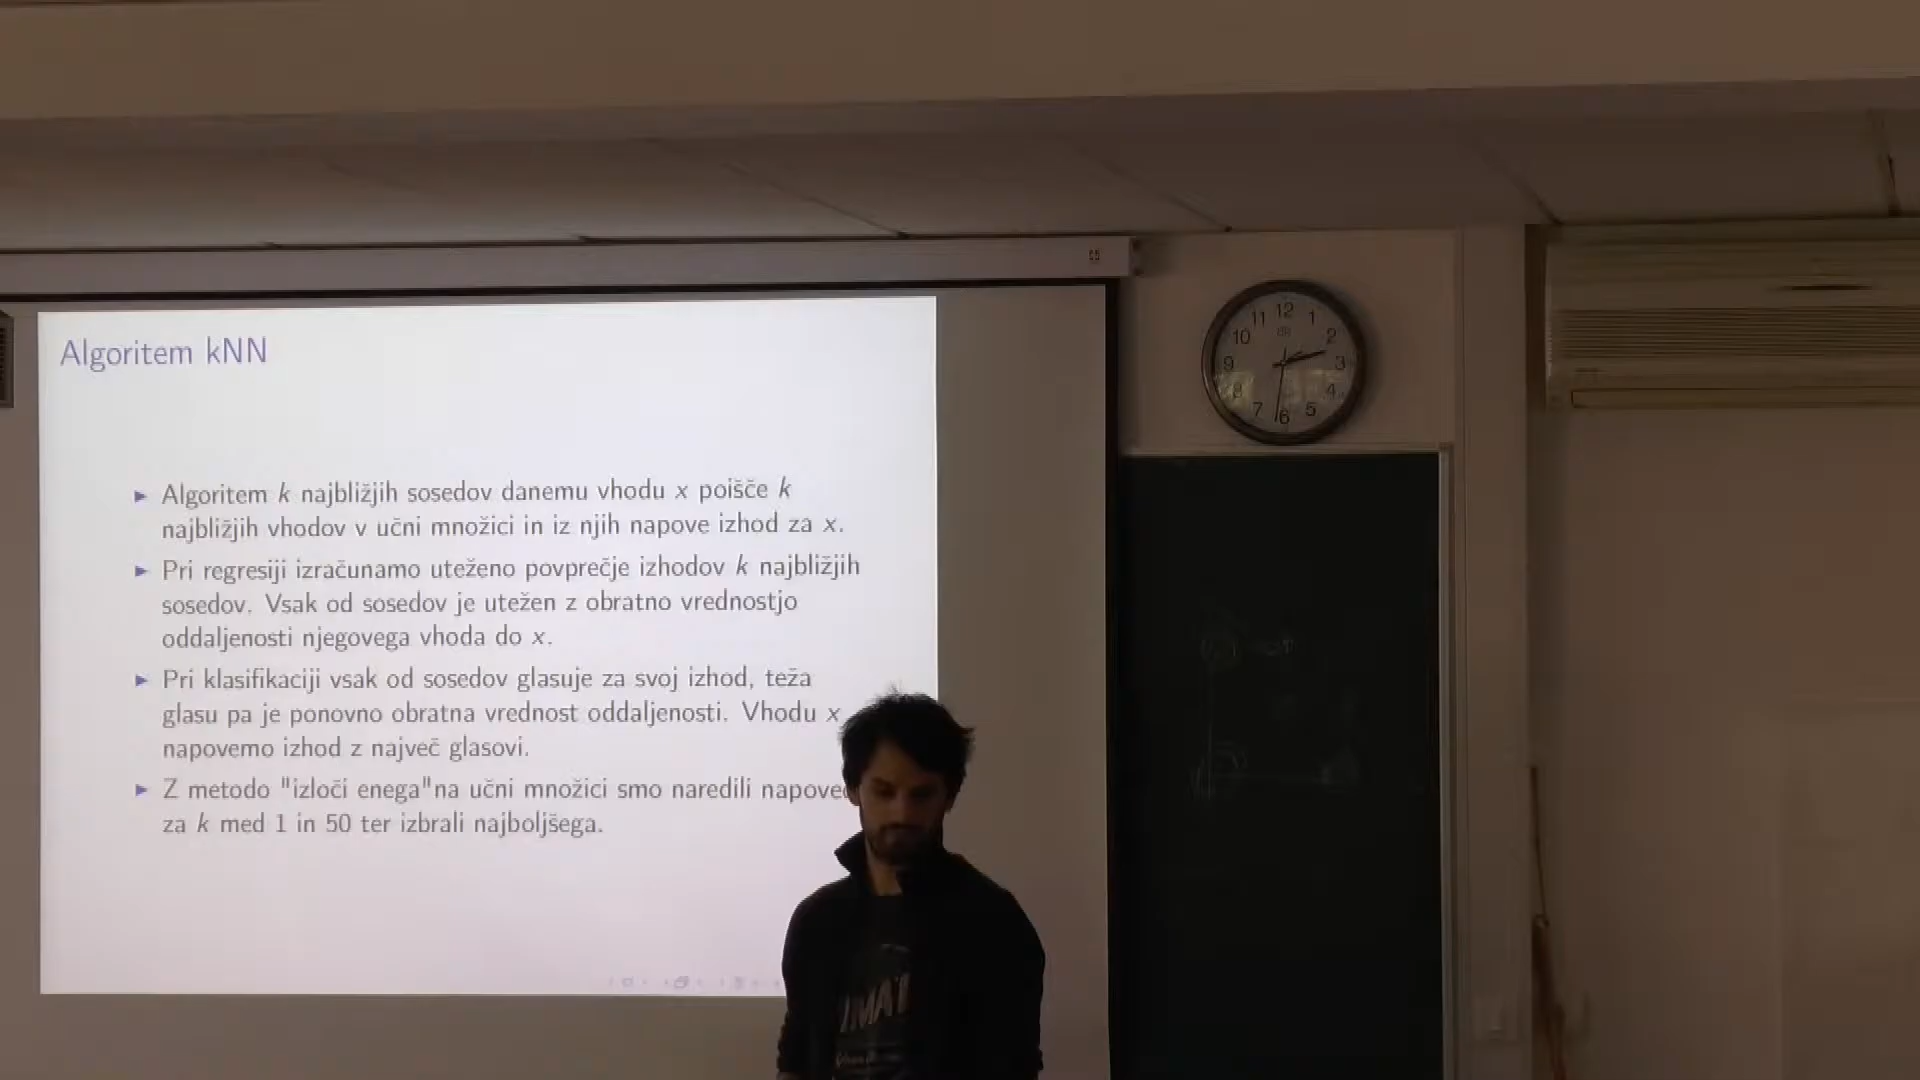 Algoritem kNN
Algoritem k najbližjih sosedov danemu vhodu x poišče k
najbližjih vhodov v učni množici in iz njih napove izhod za x.
Pri regresiji izračunamo uteženo povprečje izhodov k najbližjih
sosedov. Vsak od sosedov je utežen z obratno vrednostjo
oddaljenosti njegovega vhoda do x.
Pri klasifikaciji vsak od sosedov glasuje za svoj izhod, teža
glasu pa je ponovno obratna vrednost oddaljenosti. Vhodu x
napovemo izhod z največ glasovi.
Z metodo "izloči enega"na učni množici smo naredili
za k med 1 in 50 ter izbrali najboljšega.
12
11 1
10 2
9 3
8 4
7 5
6